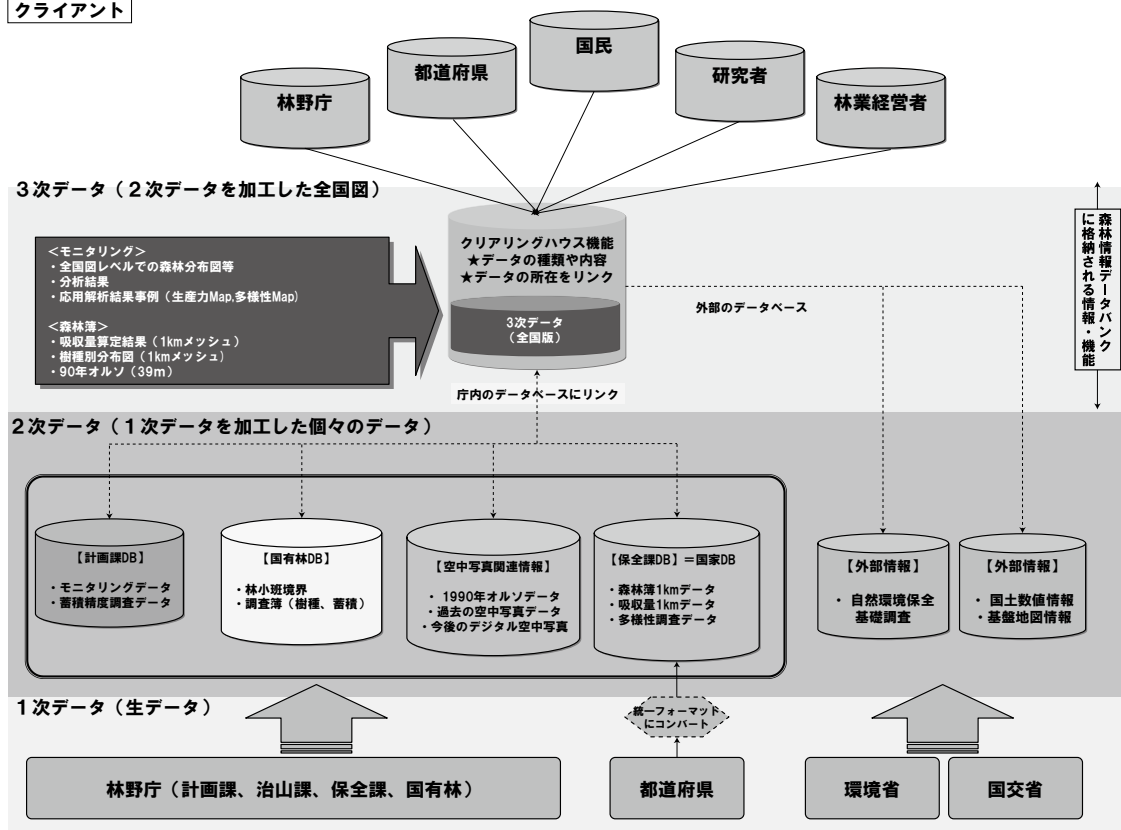 クライアント
国民
都道府県
研究者
林野庁
林業経営者
3次データ（2次データを加工した全国図）
＜モニタリング＞
・全国図レベルでの森林分布図等
・分析結果
・応用解析結果事例（生産力Map,多様性Map）
＜森林簿＞
・吸収量算定結果（1kmメッシュ）
・樹種別分布図（1kmメッシュ）
・90年オルソ（39m）
クリアリングハウス機能
★データの種類や内容
★データの所在をリンク
3次データ
（全国版）
外部のデータベース
森林情報データバンク
に格納される情報・機能
庁内のデータベースにリンク
2次データ（1次データを加工した個々のデータ）
【計画課DB】
・モニタリングデータ
・蓄積精度調査データ
【国有林DB】
・林小班境界
・調査簿（樹種、蓄積）
【空中写真関連情報】
・1990年オルソデータ
・過去の空中写真データ
・今後のデジタル空中写真
【保全課DB】＝国家DB
・森林簿1kmデータ
・吸収量1kmデータ
・多様性調査データ
【外部情報】
・自然環境保全
基礎調査
【外部情報】
・国土数値情報
・基盤地図情報
1次データ（生データ）
統一フォーマッド
にコンバート
林野庁（計画課、治山課、保全課、国有林）
都道府県
環境省
国交省